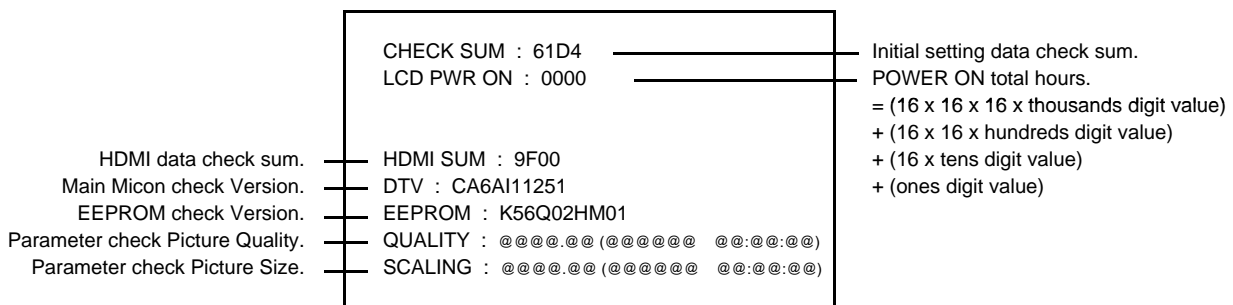 CHECK SUM : 61D4
Initial setting data check sum.
LCD PWR ON : 0000
POWER ON total hours.
= (16 x 16 x 16 x thousands digit value)
+ (16 x 16 x hundreds digit value)
+ (16 x tens digit value)
+ (ones digit value)
HDMI data check sum.
HDMI SUM : 9F00
Main Micon check Version.
DTV : CA6AI11251
EEPROM check Version.
EEPROM : K56Q02HM01
Parameter check Picture Quality.
QUALITY : @@@@.@@ (@@@@@@ @@:@@:@@)
Parameter check Picture Size.
SCALING : @@@@.@@ (@@@@@@ @@:@@:@@)